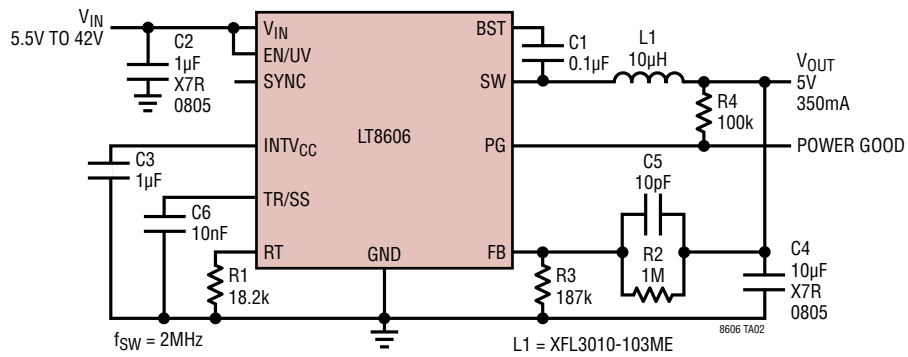 VIN
5.5V TO 42V
C2
1µF
X7R
0805
VIN
EN/UV
SYNC
INTVCC
TR/SS
RT
LT8606
GND
BST
SW
PG
FB
C1
0.1µF
L1
10µH
VOUT
5V
350mA
R4
100k
POWER GOOD
C3
1µF
C6
10nF
R1
18.2k
C5
10pF
R2
1M
R3
187k
C4
10µF
X7R
0805
8606 TA02
fSW = 2MHz
L1 = XFL3010-103ME